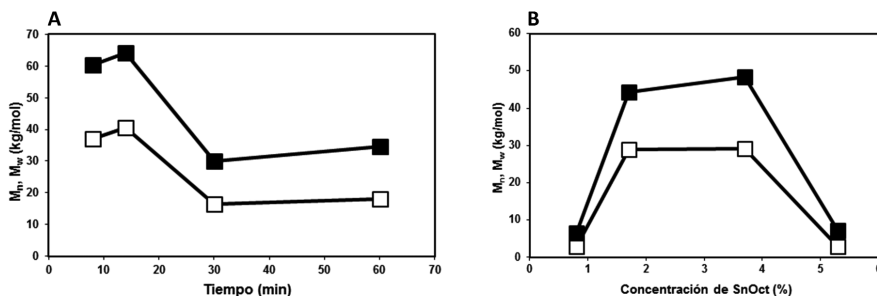 A
70
60
50
40
30
20
10
0
Mn, Mw (kg/mol)
0 10 20 30 40 50 60 70
Tiempo (min)
B
60
50
40
30
20
10
0
Mn, Mw (kg/mol)
0 1 2 3 4 5 6
Concentración de SnOct (%)